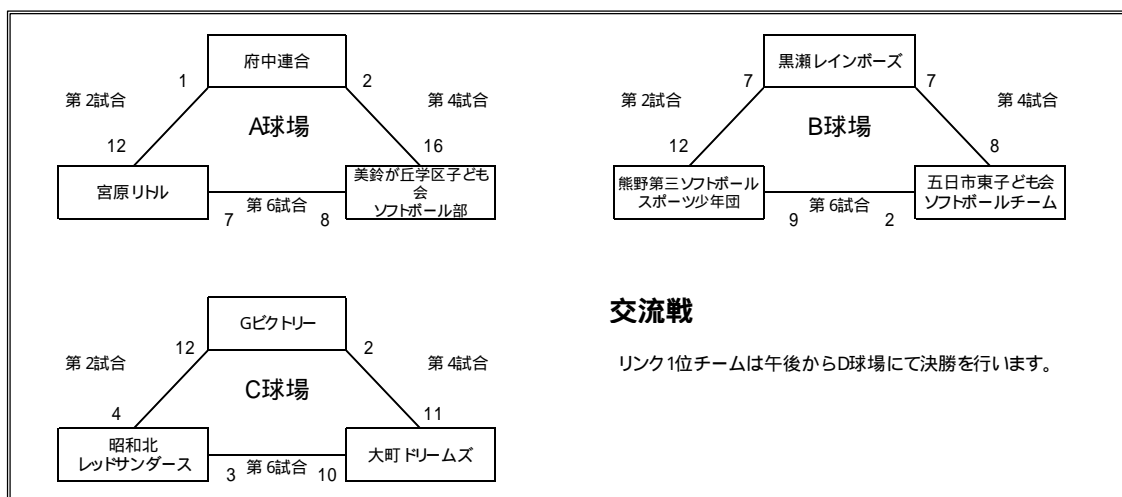 府中連合
1
2
第2試合
第4試合
A球場
12
16
宮原リトル
美鈴が丘学区子ども
会
ソフトボール部
第6試合
7
8
黒瀬レインボーズ
7
7
第2試合
第4試合
B球場
12
8
熊野第三ソフトボール
スポーツ少年団
五日市東子ども会
ソフトボールチーム
第6試合
9
2
Gビクトリー
12
2
第2試合
第4試合
C球場
4
11
昭和北
レッドサンダース
大町ドリームズ
第6試合
3
10
交流戦
リンク1位チームは午後からD球場にて決勝を行います。